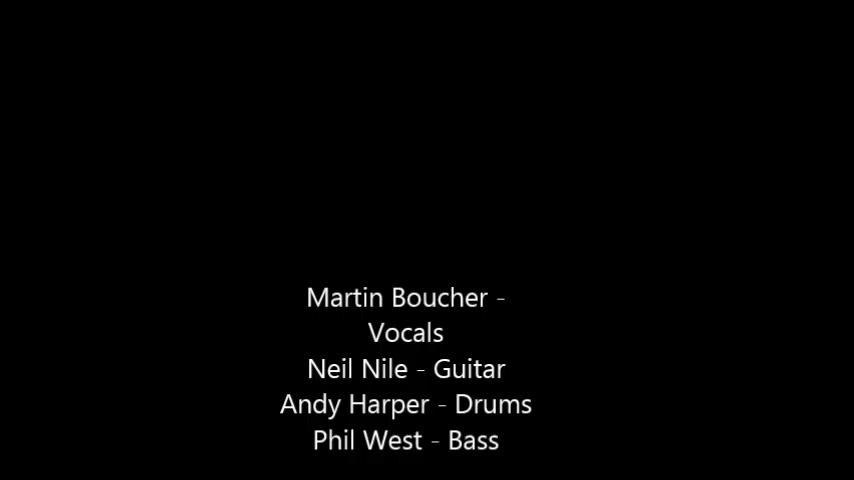 Martin Boucher -
Vocals
Neil Nile - Guitar
Andy Harper - Drums
Phil West - Bass